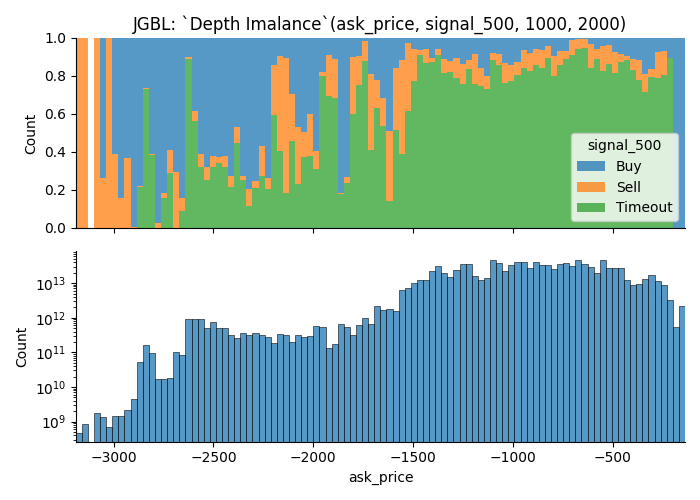 JGBL: `Depth Imalance`(ask_price, signal_500, 1000, 2000)
Count
1.0
0.8
0.6
0.4
0.2
0.0
signal_500
Buy
Sell
Timeout
Count
10^13
10^12
10^11
10^10
10^9
−3000 −2500 −2000 −1500 −1000 −500
ask_price